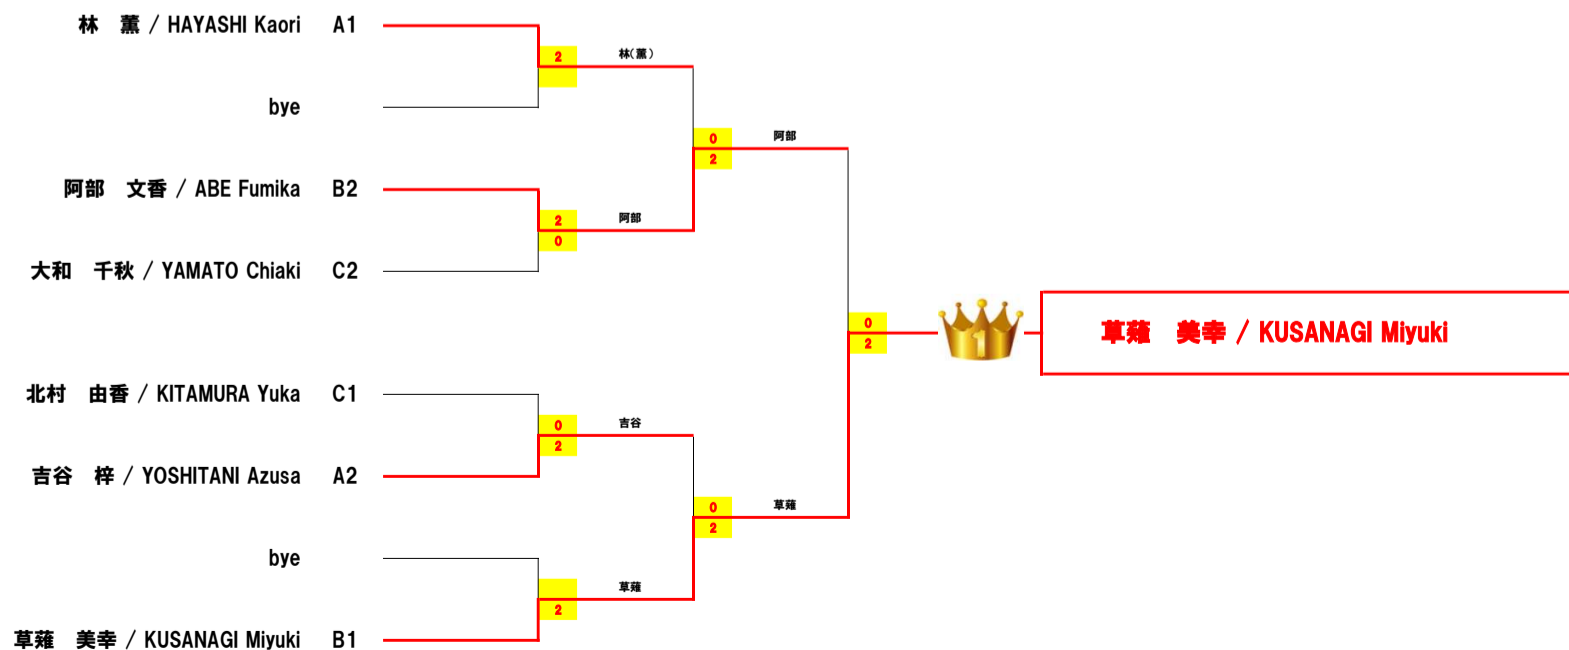 林　薫 / HAYASHI Kaori A1
2
林(薫)
bye
0
2
阿部
阿部　文香 / ABE Fumika B2
2
0
阿部
大和　千秋 / YAMATO Chiaki C2
0
2
1
草薙　美幸 / KUSANAGI Miyuki
北村　由香 / KITAMURA Yuka C1
0
2
吉谷
吉谷　梓 / YOSHITANI Azusa A2
0
2
草薙
bye
2
草薙
草薙　美幸 / KUSANAGI Miyuki B1